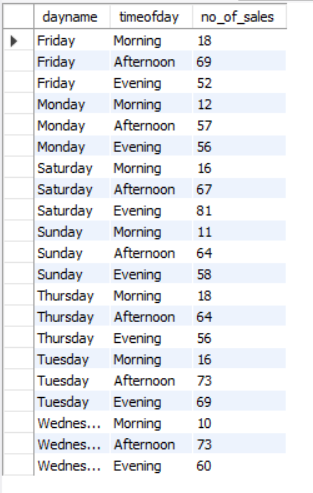 dayname timeofday no_of_sales
Friday Morning 18
Friday Afternoon 69
Friday Evening 52
Monday Morning 12
Monday Afternoon 57
Monday Evening 56
Saturday Morning 16
Saturday Afternoon 67
Saturday Evening 81
Sunday Morning 11
Sunday Afternoon 64
Sunday Evening 58
Thursday Morning 18
Thursday Afternoon 64
Thursday Evening 56
Tuesday Morning 16
Tuesday Afternoon 73
Tuesday Evening 69
Wednes... Morning 10
Wednes... Afternoon 73
Wednes... Evening 60